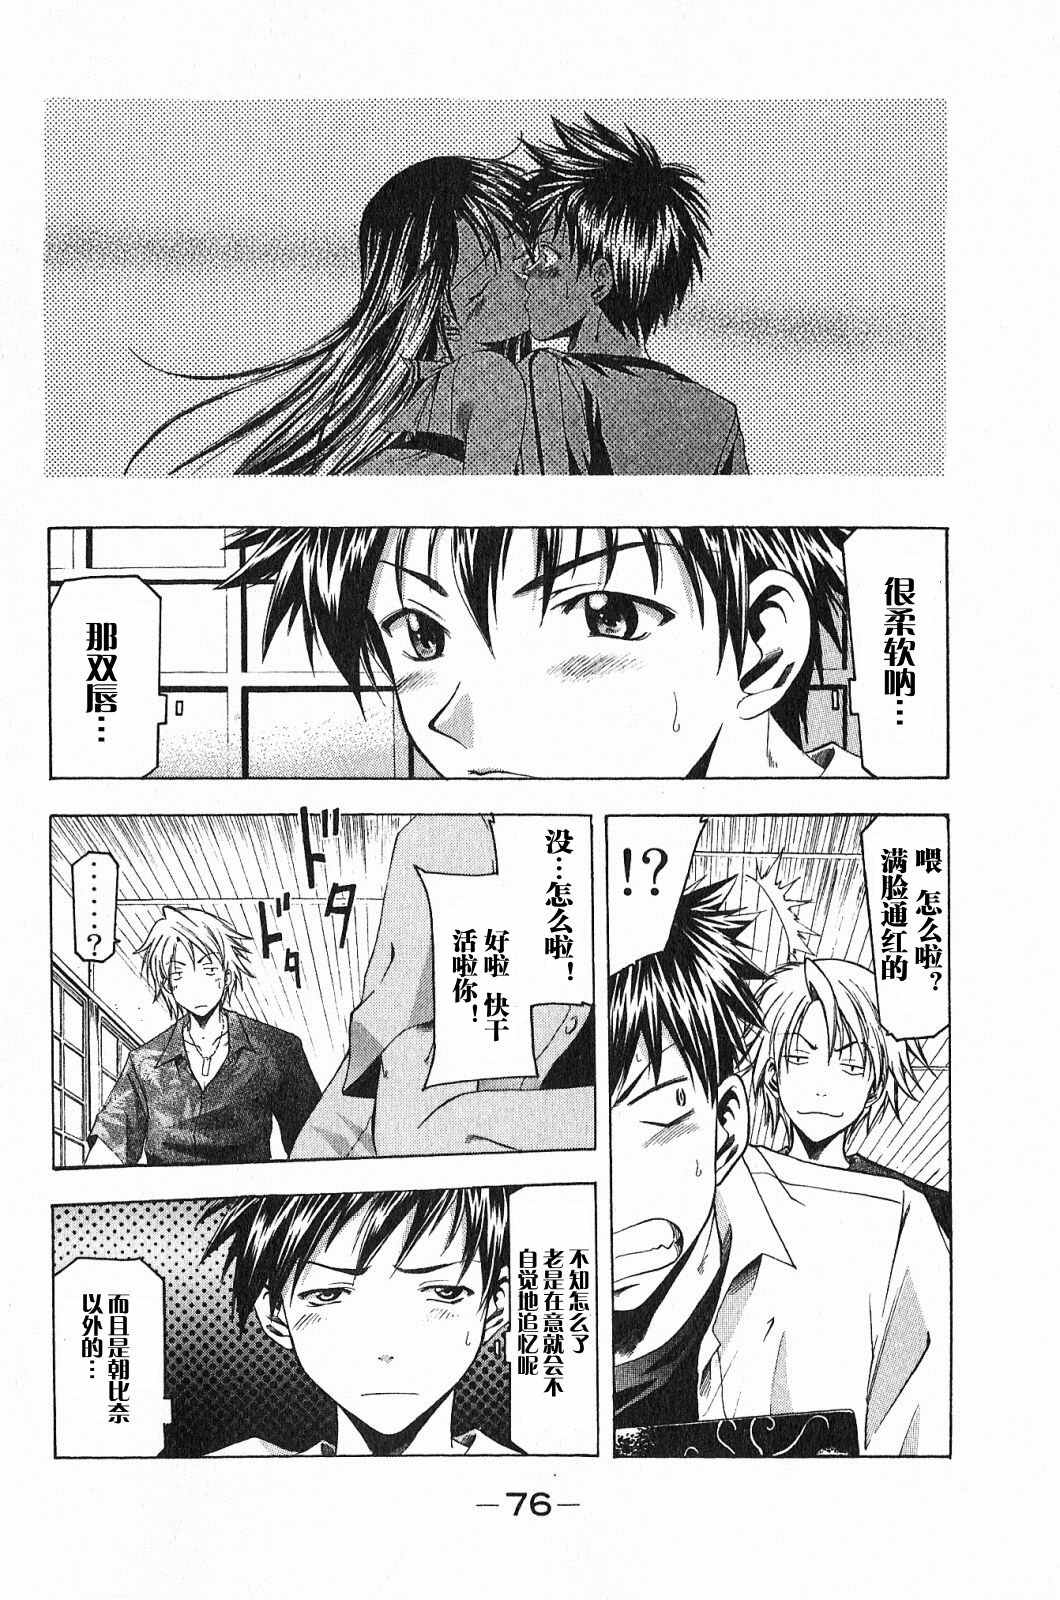 很柔软呐…
那双唇…
喂 怎么啦？
满脸通红的
!?
没…怎么啦！
好啦 快干
活啦你！
ドタ
ドタ
……？
不知怎么了
老是在意就会不
自觉地追忆呢
而且是朝比奈
以外的…
—76—